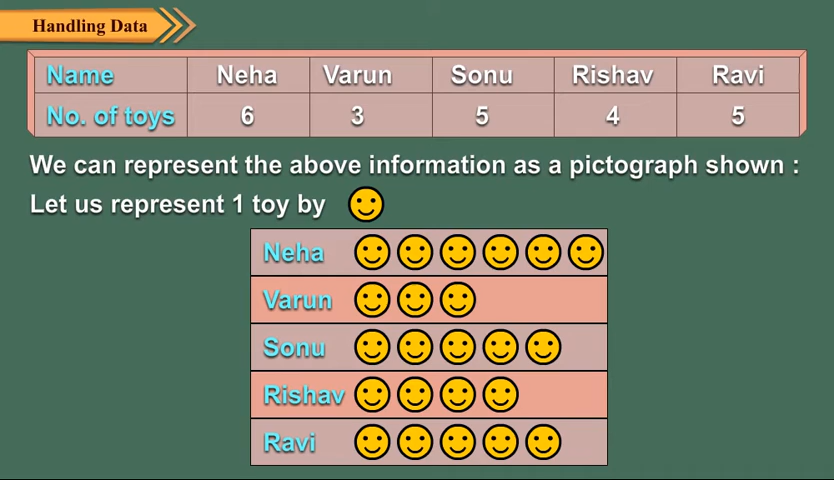 Handling Data
Name Neha Varun Sonu Rishav Ravi
No. of toys 6 3 5 4 5
We can represent the above information as a pictograph shown :
Let us represent 1 toy by
Neha
Varun
Sonu
Rishav
Ravi